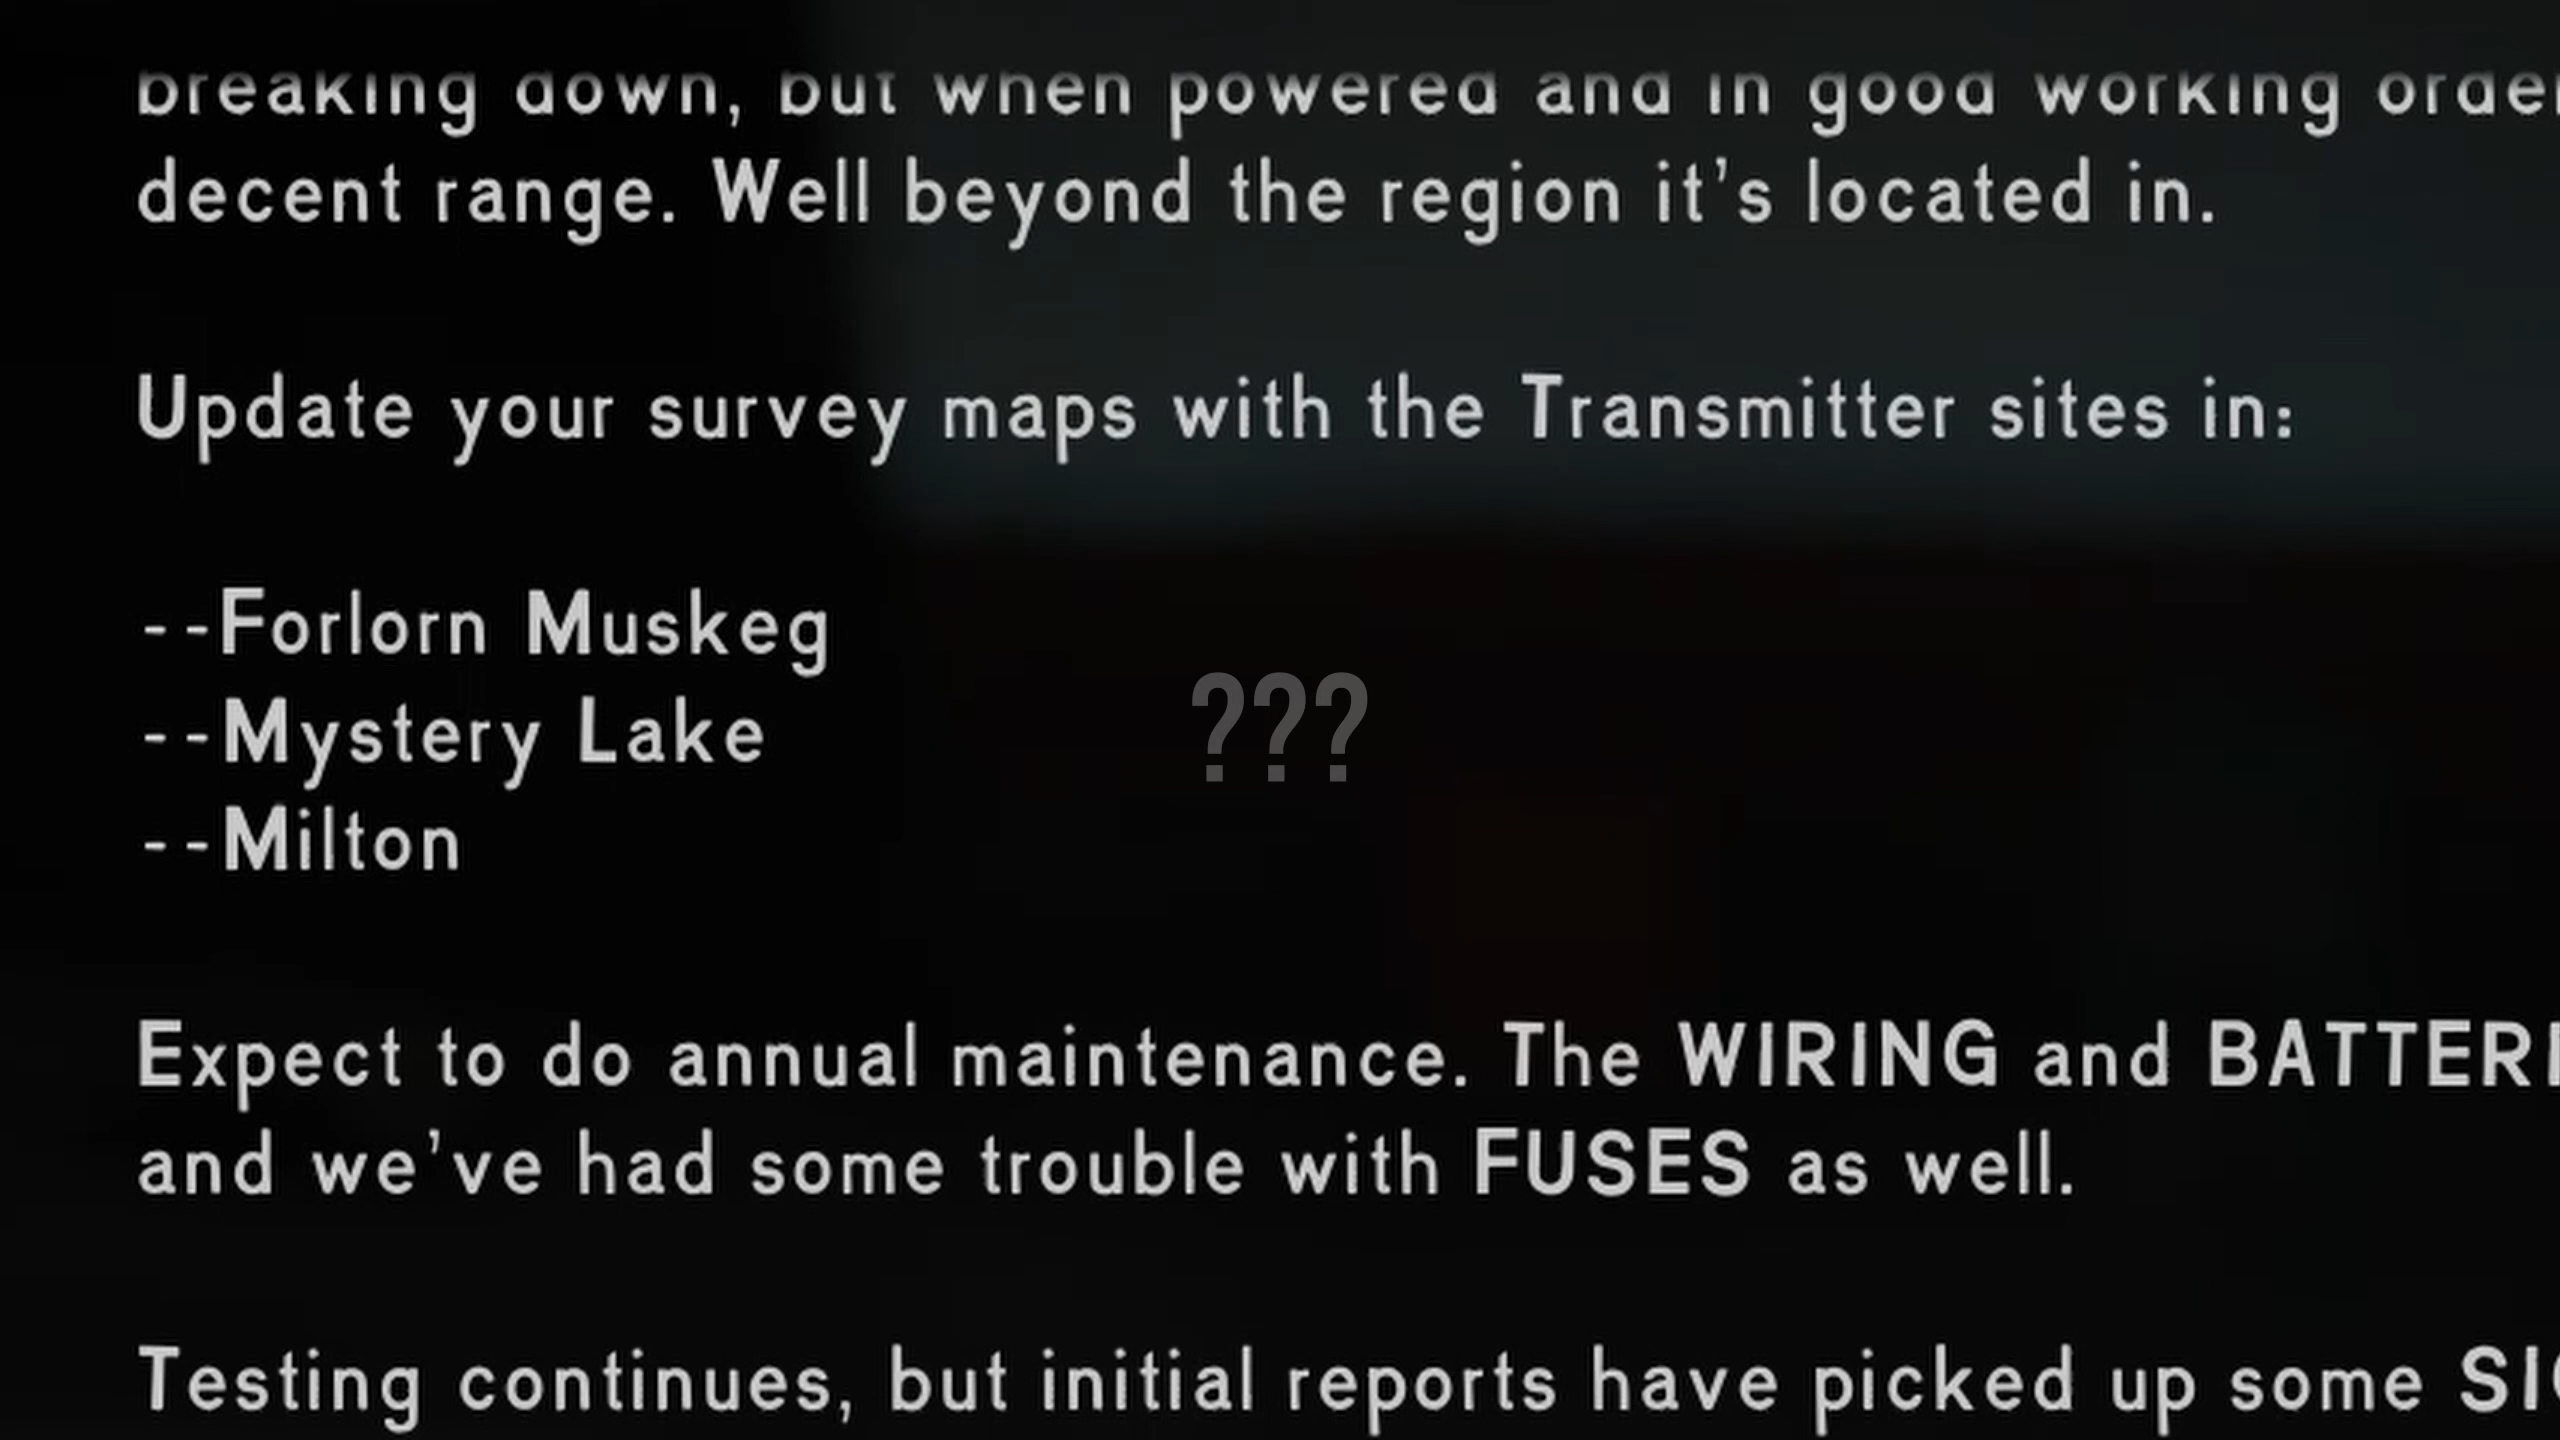 breaking down, but when powered and in good working
decent range. Well beyond the region it's located in.
Update your survey maps with the Transmitter sites in:
--Forlorn Muskeg
--Mystery Lake
???
--Milton
Expect to do annual maintenance. The WIRING and
and we've had some trouble with FUSES as well.
Testing continues, but initial reports have picked up some